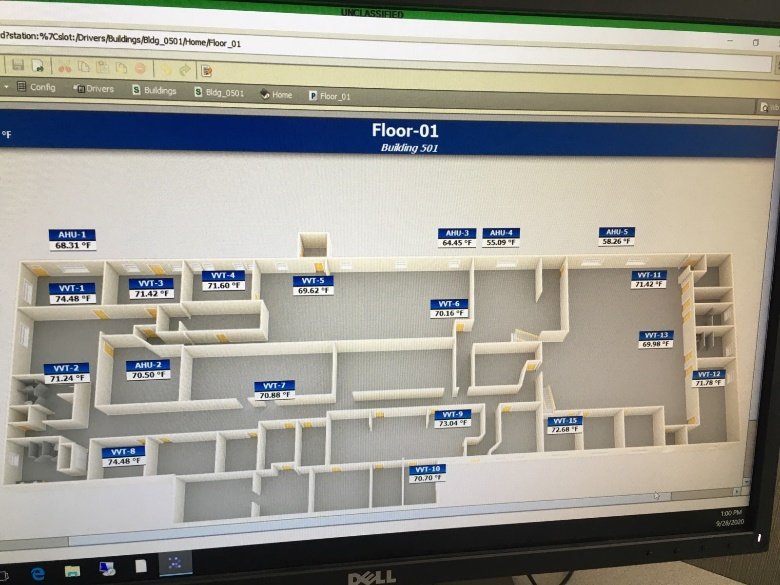 UNCLASSIFIED
d?station:%7Cslot:/Drivers/Buildings/Bldg_0501/Home/Floor_01
Config Drivers Buildings Bldg_0501 Home Floor_01
°F
Floor-01
Building 501
AHU-1
68.31 °F
AHU-3
64.45 °F
AHU-4
55.09 °F
AHU-5
58.26 °F
VVT-1
74.48 °F
VVT-3
71.42 °F
VVT-4
71.60 °F
VVT-5
69.62 °F
VVT-11
71.42 °F
VVT-6
70.16 °F
VVT-13
69.98 °F
VVT-2
71.24 °F
AHU-2
70.50 °F
VVT-12
71.78 °F
VVT-7
70.88 °F
VVT-9
73.04 °F
VVT-15
72.68 °F
VVT-8
74.48 °F
VVT-10
70.70 °F
1:00 PM
9/28/2020
DELL